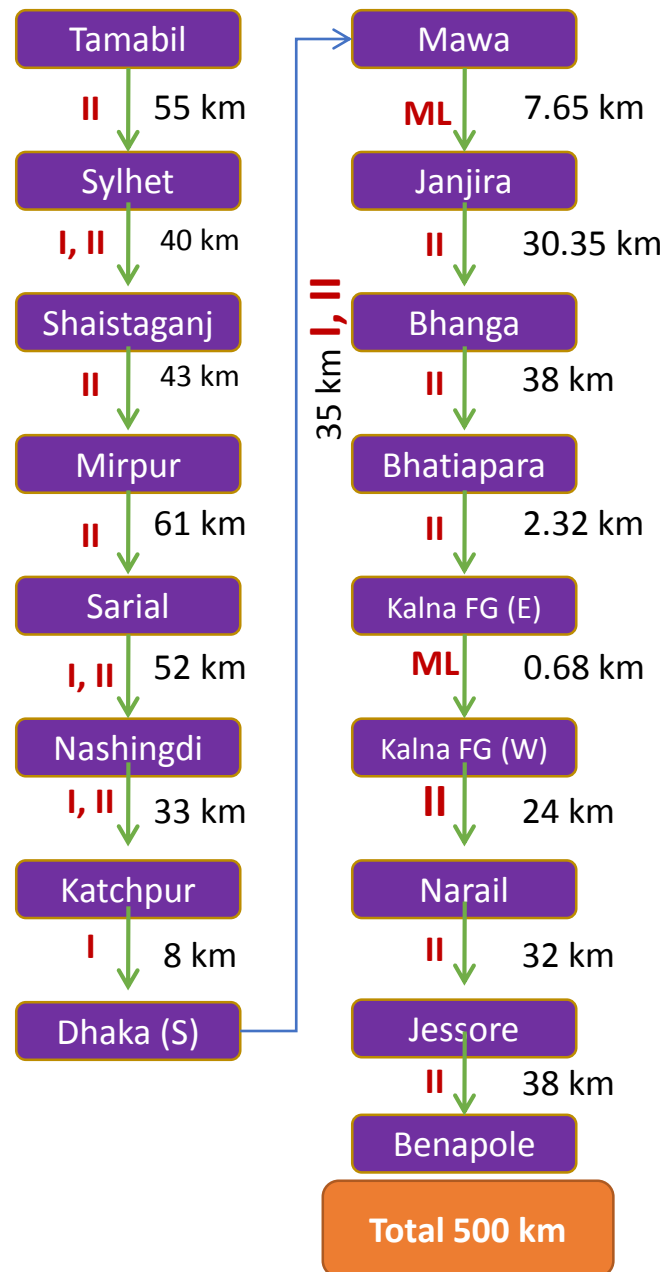 Tamabil
II 55 km
Sylhet
I, II 40 km
Shaistaganj
II 43 km
Mirpur
II 61 km
Sarial
I, II 52 km
Nashingdi
I, II 33 km
Katchpur
I 8 km
Dhaka (S)
35 km I, II
Mawa
ML 7.65 km
Janjira
II 30.35 km
Bhanga
II 38 km
Bhatiapara
II 2.32 km
Kalna FG (E)
ML 0.68 km
Kalna FG (W)
II 24 km
Narail
II 32 km
Jessore
II 38 km
Benapole
Total 500 km